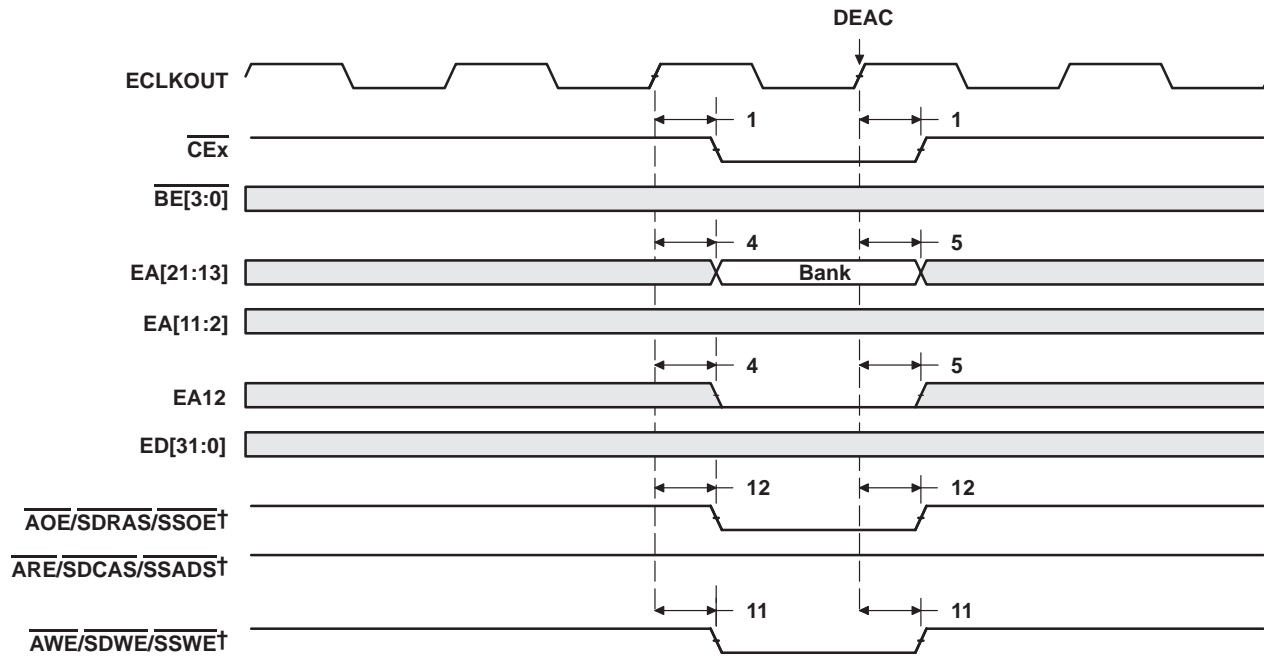 DEAC
ECLKOUT
1 1
CEx
BE[3:0]
4 5
EA[21:13] Bank
EA[11:2]
4 5
EA12
ED[31:0]
12 12
AOE/SDRAS/SSOE†
ARE/SDCAS/SSADS†
11 11
AWE/SDWE/SSWE†